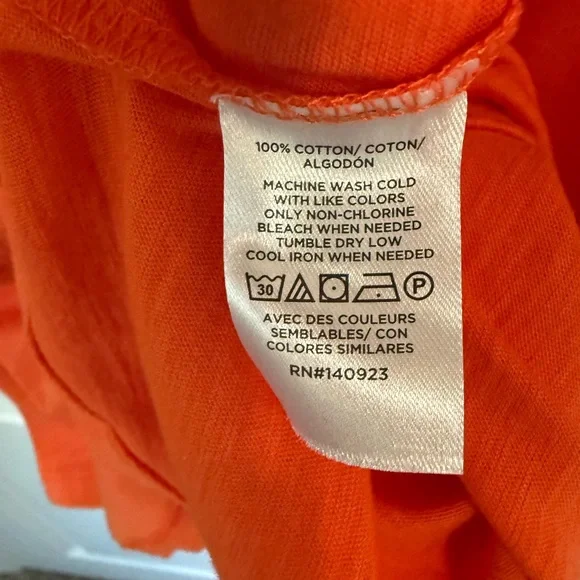 100% COTTON/ COTON/
ALGODÓN
MACHINE WASH COLD
WITH LIKE COLORS
ONLY NON-CHLORINE
BLEACH WHEN NEEDED
TUMBLE DRY LOW
COOL IRON WHEN NEEDED
30 P
AVEC DES COULEURS
SEMBLABLES/ CON
COLORES SIMILARES
RN#140923